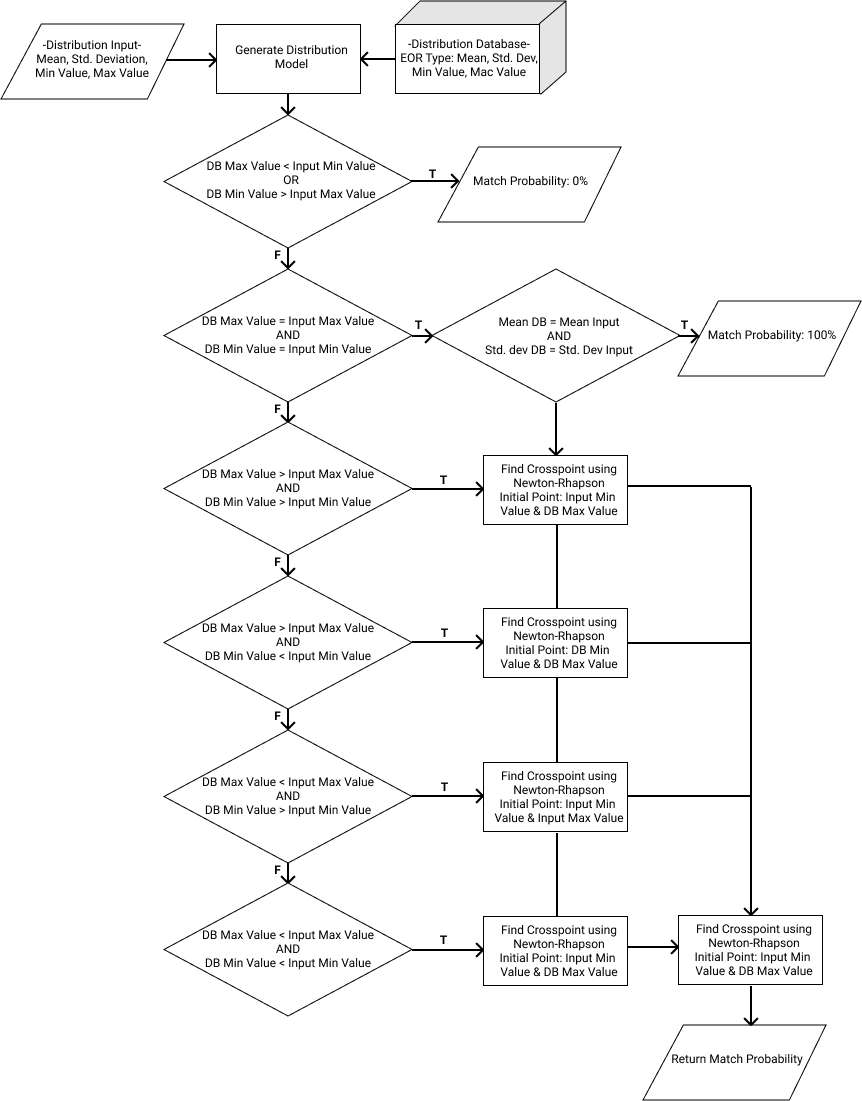 -Distribution Input-
Mean, Std. Deviation,
Min Value, Max Value
Generate Distribution
Model
-Distribution Database-
EOR Type: Mean, Std. Dev,
Min Value, Mac Value
DB Max Value < Input Min Value
OR
DB Min Value > Input Max Value
T
Match Probability: 0%
F
DB Max Value = Input Max Value
AND
DB Min Value = Input Min Value
T
Mean DB = Mean Input
AND
Std. dev DB = Std. Dev Input
T
Match Probability: 100%
F
DB Max Value > Input Max Value
AND
DB Min Value > Input Min Value
T
Find Crosspoint using
Newton-Rhapson
Initial Point: Input Min
Value & DB Max Value
F
DB Max Value > Input Max Value
AND
DB Min Value < Input Min Value
T
Find Crosspoint using
Newton-Rhapson
Initial Point: DB Min
Value & DB Max Value
F
DB Max Value < Input Max Value
AND
DB Min Value > Input Min Value
T
Find Crosspoint using
Newton-Rhapson
Initial Point: Input Min
Value & Input Max Value
F
DB Max Value < Input Max Value
AND
DB Min Value < Input Min Value
T
Find Crosspoint using
Newton-Rhapson
Initial Point: Input Min
Value & DB Max Value
Find Crosspoint using
Newton-Rhapson
Initial Point: Input Min
Value & DB Max Value
Return Match Probability